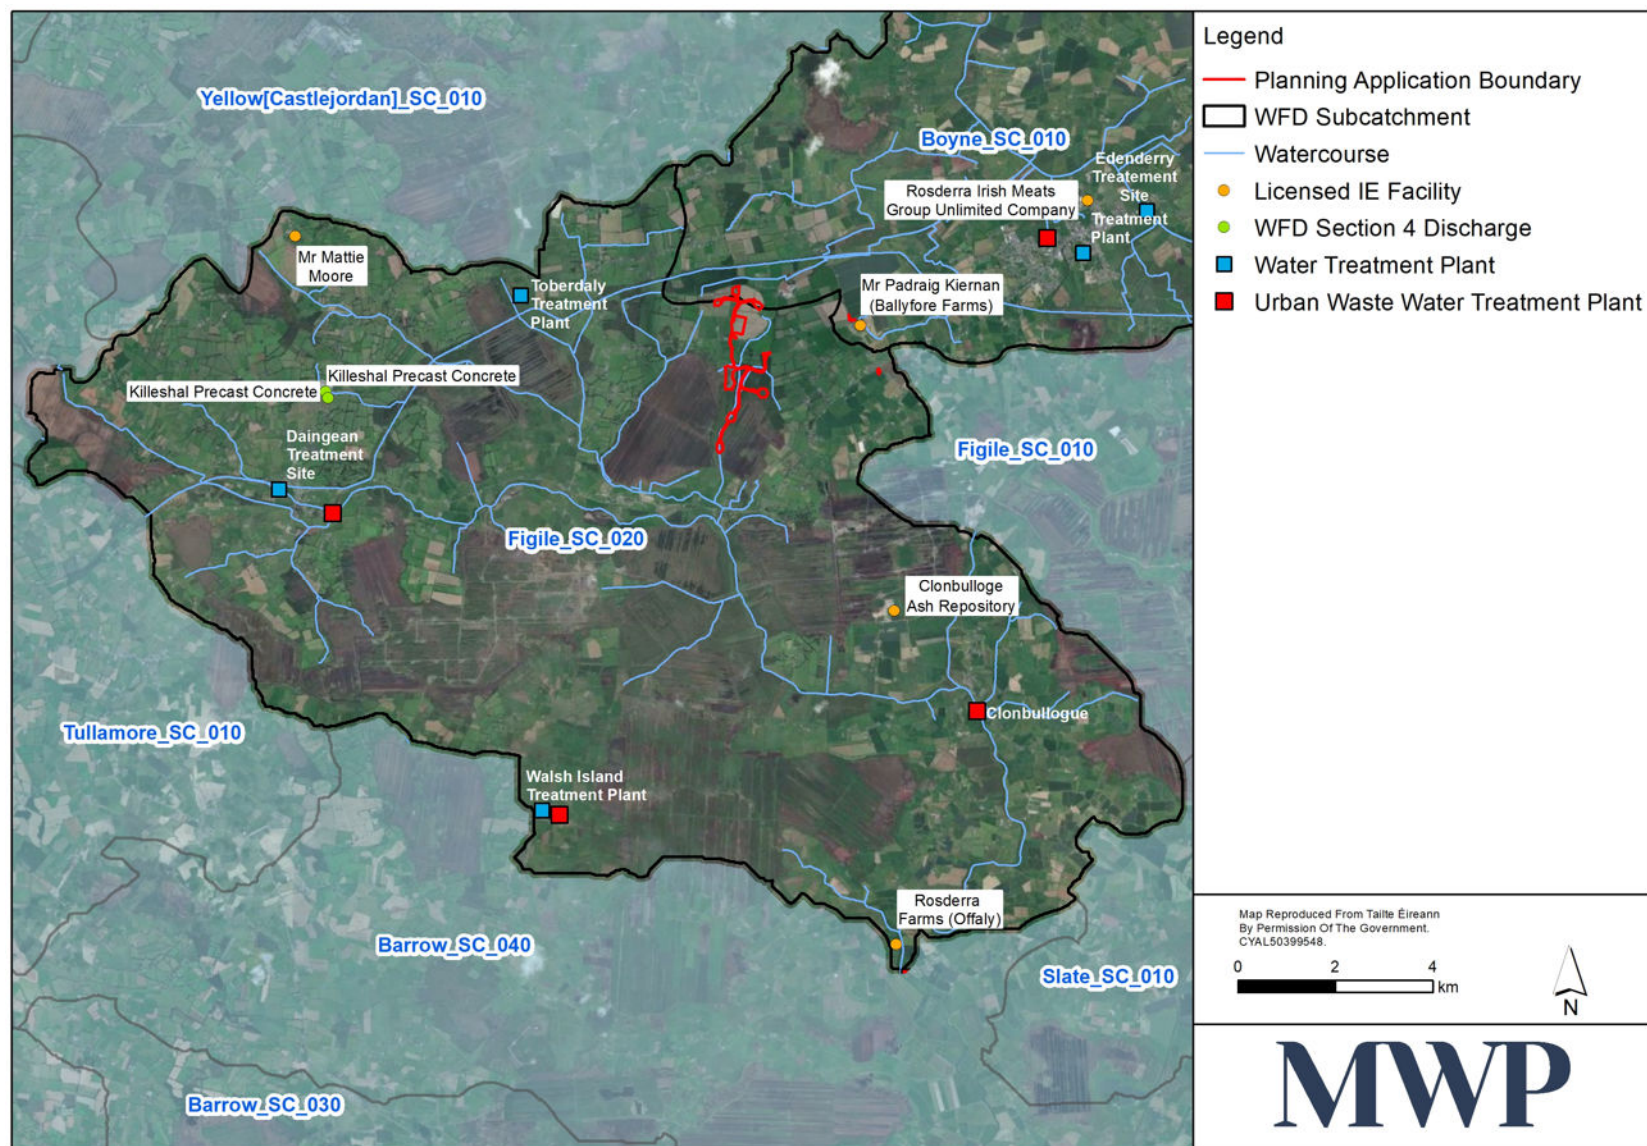 Yellow[Castlejordan]_SC_010
Boyne_SC_010
Edenderry
Treatement
Site
Rosderra Irish Meats
Group Unlimited Company
Treatment
Plant
Mr Mattie
Moore
Toberdaly
Treatment
Plant
Mr Padraig Kiernan
(Ballyfore Farms)
Killeshal Precast Concrete
Killeshal Precast Concrete
Daingean
Treatment
Site
Figile_SC_010
Figile_SC_020
Clonbulloge
Ash Repository
Clonbullogue
Tullamore_SC_010
Walsh Island
Treatment Plant
Rosderra
Farms (Offaly)
Barrow_SC_040
Slate_SC_010
Barrow_SC_030
Legend
Planning Application Boundary
WFD Subcatchment
Watercourse
Licensed IE Facility
WFD Section 4 Discharge
Water Treatment Plant
Urban Waste Water Treatment Plant
Map Reproduced From Tailte Éireann
By Permission Of The Government.
CYAL50399548.
0 2 4
km
N
MWP